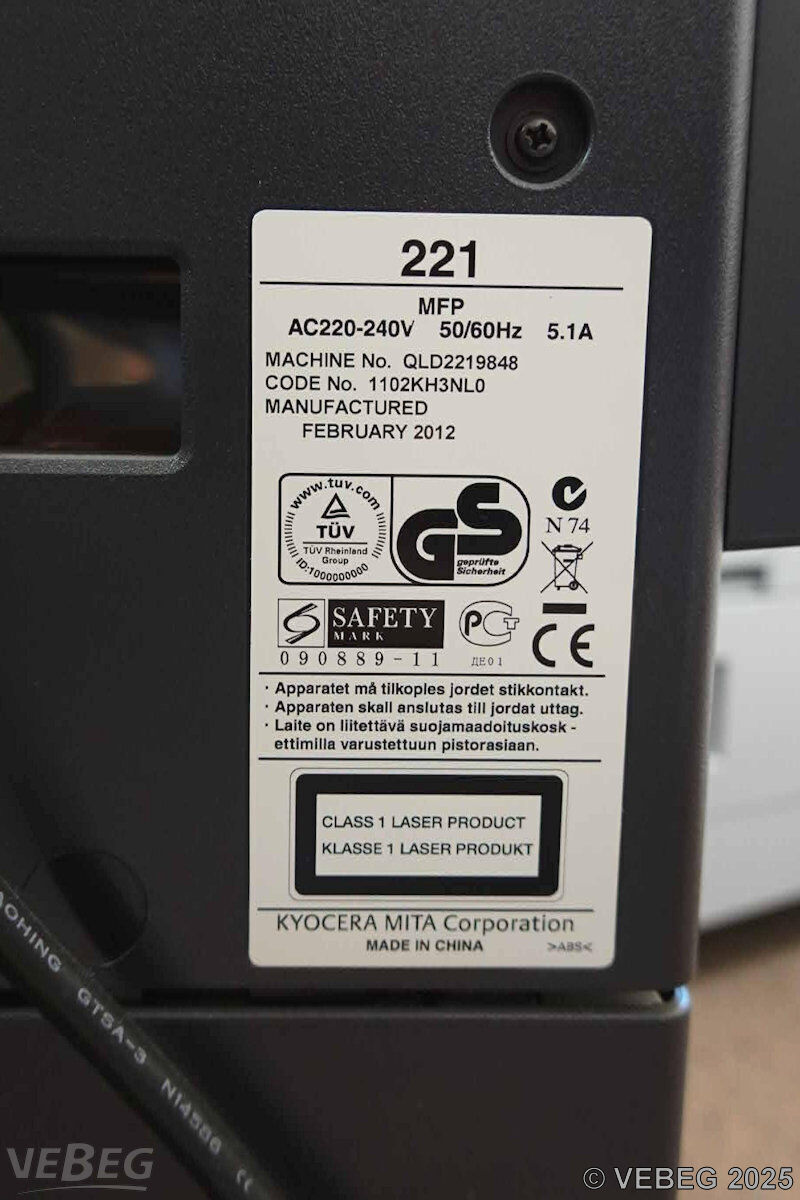 221
MFP
AC220-240V 50/60Hz 5.1A
MACHINE No. QLD2219848
CODE No. 1102KH3NL0
MANUFACTURED
FEBRUARY 2012
www.tuv.com
TÜV
TÜV Rheinland
Group
ID:1000000000
GS
geprüfte
Sicherheit
N 74
SAFETY
MARK
090889-11
РСТ
ДЕ01
CE
· Apparatet må tilkoples jordet stikkontakt.
· Apparaten skall anslutas till jordat uttag.
· Laite on liitettävä suojamaadoituskosk -
ettimilla varustettuun pistorasiaan.
CLASS 1 LASER PRODUCT
KLASSE 1 LASER PRODUKT
KYOCERA MITA Corporation
MADE IN CHINA >ABS<
GTSA-3
VEBEG
© VEBEG 2025